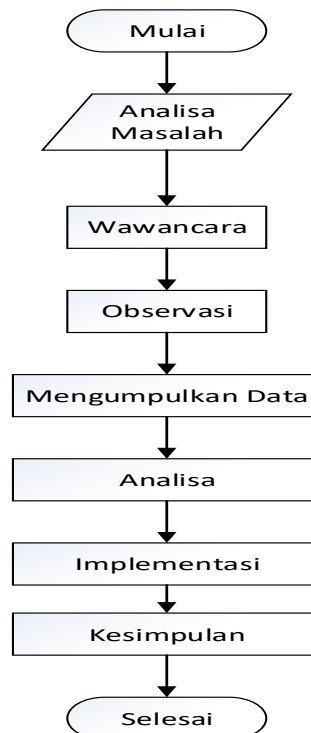 Mulai
Analisa
Masalah
Wawancara
Observasi
Mengumpulkan Data
Analisa
Implementasi
Kesimpulan
Selesai